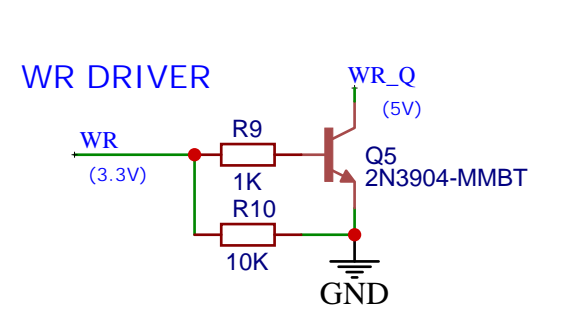 WR DRIVER
WR_Q
(5V)
WR
(3.3V)
R9
1K
Q5
2N3904-MMBT
R10
10K
GND